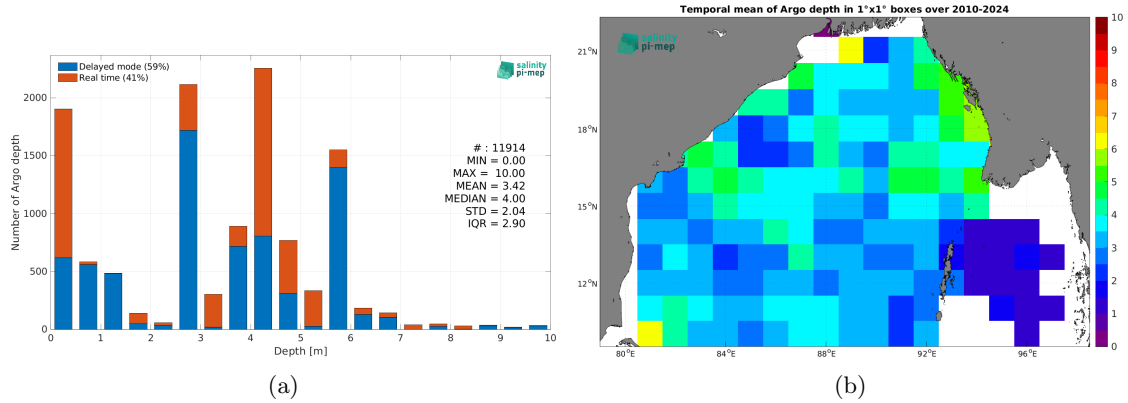 Delayed mode (59%)
Real time (41%)
salinity
pi-mep
# : 11914
MIN = 0.00
MAX = 10.00
MEAN = 3.42
MEDIAN = 4.00
STD = 2.04
IQR = 2.90
Number of Argo depth
2000
1500
1000
500
0
0 1 2 3 4 5 6 7 8 9 10
Depth [m]
(a)
Temporal mean of Argo depth in 1°x1° boxes over 2010-2024
salinity
pi-mep
21°N
18°N
15°N
12°N
80°E 84°E 88°E 92°E 96°E
10
9
8
7
6
5
4
3
2
1
0
(b)